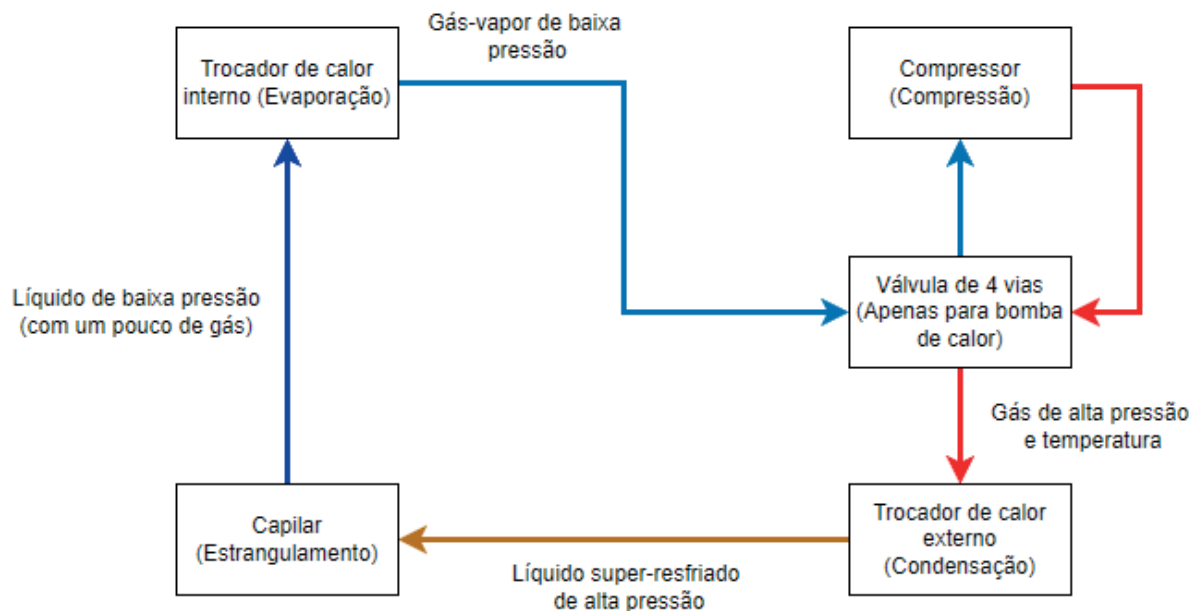 Gás-vapor de baixa
pressão
Trocador de calor
interno (Evaporação)
Compressor
(Compressão)
Líquido de baixa pressão
(com um pouco de gás)
Válvula de 4 vias
(Apenas para bomba
de calor)
Gás de alta pressão
e temperatura
Capilar
(Estrangulamento)
Trocador de calor
externo
(Condensação)
Líquido super-resfriado
de alta pressão